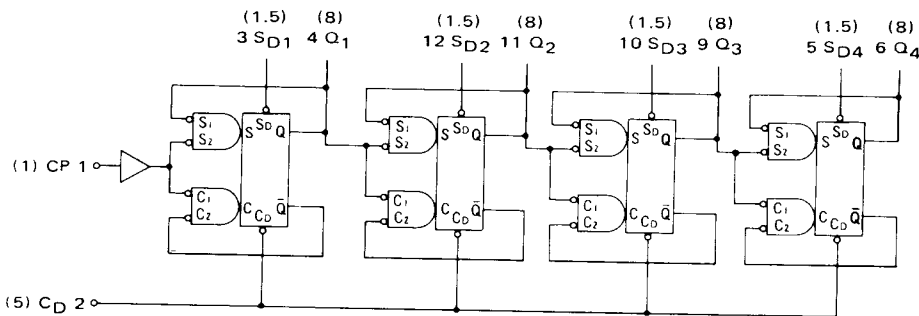 (1.5) (8) (1.5) (8) (1.5) (8) (1.5) (8)
3 SD1 4 Q1 12 SD2 11 Q2 10 SD3 9 Q3 5 SD4 6 Q4
S1 S SD Q S1 S SD Q S1 S SD Q S1 S SD Q
S2 S2 S2 S2
(1) CP 1
C1 C CD Q̄ C1 C CD Q̄ C1 C CD Q̄ C1 C CD Q̄
C2 C2 C2 C2
(5) CD 2